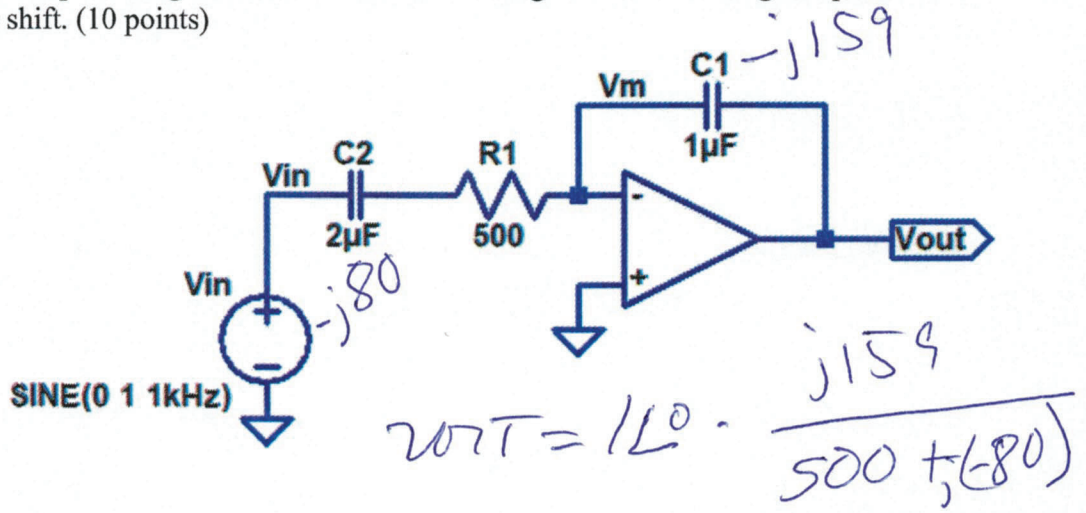 shift. (10 points)
C1 -j159
Vm
1µF
C2
R1
Vin
2µF
500
-
+
Vout
Vin
-j80
+
-
SINE(0 1 1kHz)
j159
vout = 1∠0 ·
500 + j(-80)